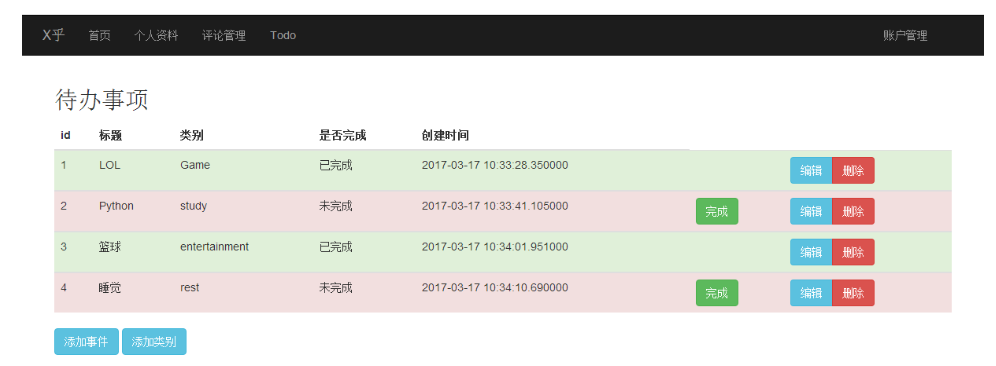 X乎 首页 个人资料 评论管理 Todo 账户管理
待办事项
id 标题 类别 是否完成 创建时间
1 LOL Game 已完成 2017-03-17 10:33:28.350000 编辑 删除
2 Python study 未完成 2017-03-17 10:33:41.105000 完成 编辑 删除
3 篮球 entertainment 已完成 2017-03-17 10:34:01.951000 编辑 删除
4 睡觉 rest 未完成 2017-03-17 10:34:10.690000 完成 编辑 删除
添加事件 添加类别